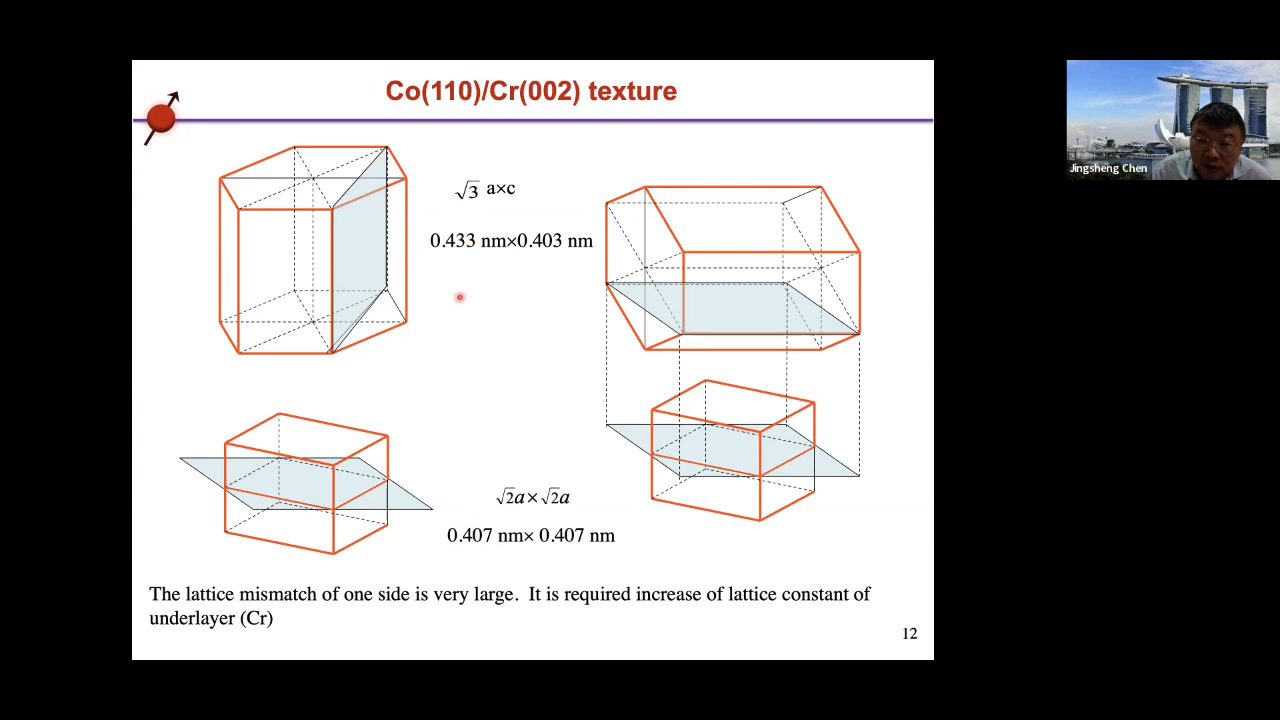 Co(110)/Cr(002) texture
√3 a×c
0.433 nm×0.403 nm
√2a×√2a
0.407 nm× 0.407 nm
The lattice mismatch of one side is very large. It is required increase of lattice constant of
underlayer (Cr)
12
Jingsheng Chen